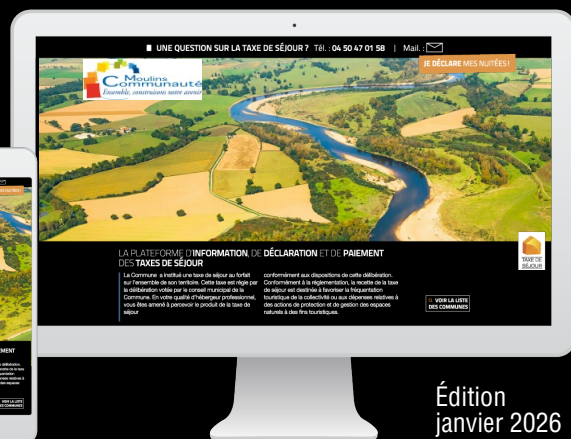 UNE QUESTION SUR LA TAXE DE SÉJOUR ? Tél. : 04 50 47 01 58 | Mail. :
JE DÉCLARE MES NUITÉES !
Moulins
Communauté
Ensemble, construisons notre avenir
LA PLATEFORME D'INFORMATION, DE DÉCLARATION ET DE PAIEMENT
DES TAXES DE SÉJOUR
La Commune a institué une taxe de séjour au forfait
sur l'ensemble de son territoire. Cette taxe est régie par
la délibération votée par le conseil municipal de la
Commune. En votre qualité d'hébergeur professionnel,
vous êtes amené à percevoir le produit de la taxe de
séjour
conformément aux dispositions de cette délibération.
Conformément à la réglementation, la recette de la taxe
de séjour est destinée à favoriser la fréquentation
touristique de la collectivité ou aux dépenses relatives à
des actions de protection et de gestion des espaces
naturels à des fins touristiques.
TAXE DE
SÉJOUR
VOIR LA LISTE
DES COMMUNES
VOIR LA LISTE
DES COMMUNES
Édition
janvier 2026